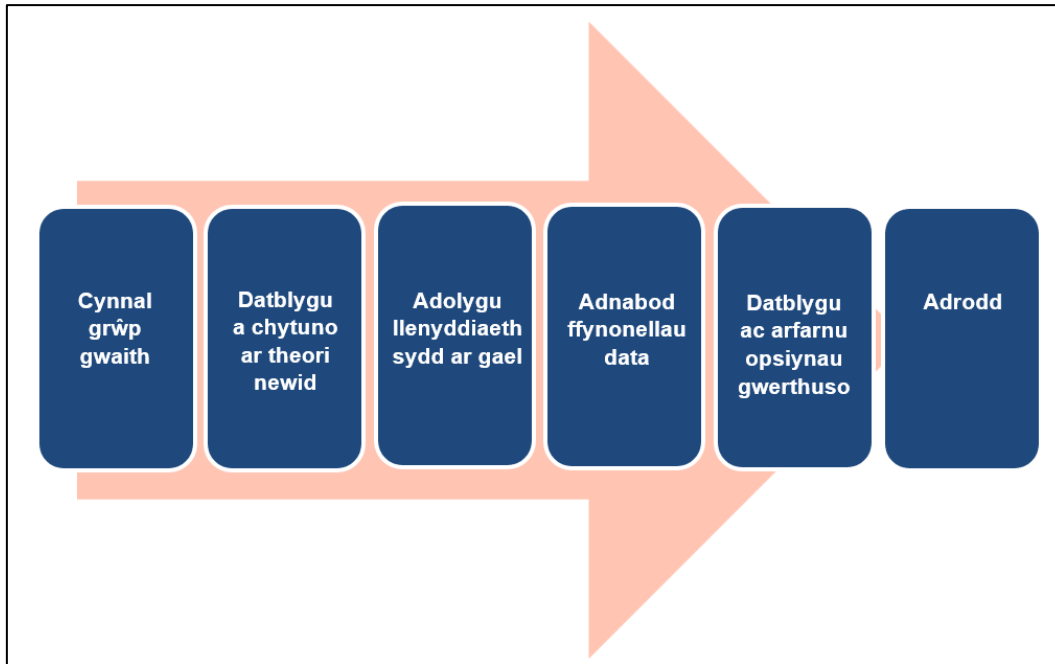 Cynnal
grŵp
gwaith
Datblygu
a chytuno
ar theori
newid
Adolygu
llenyddiaeth
sydd ar gael
Adnabod
ffynonellau
data
Datblygu
ac arfarnu
opsiynau
gwerthuso
Adrodd